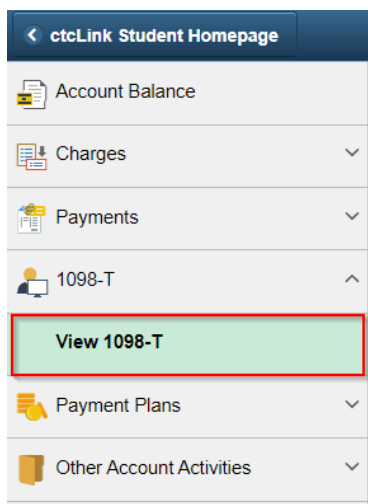 ctcLink Student Homepage
Account Balance
Charges
Payments
1098-T
View 1098-T
Payment Plans
Other Account Activities